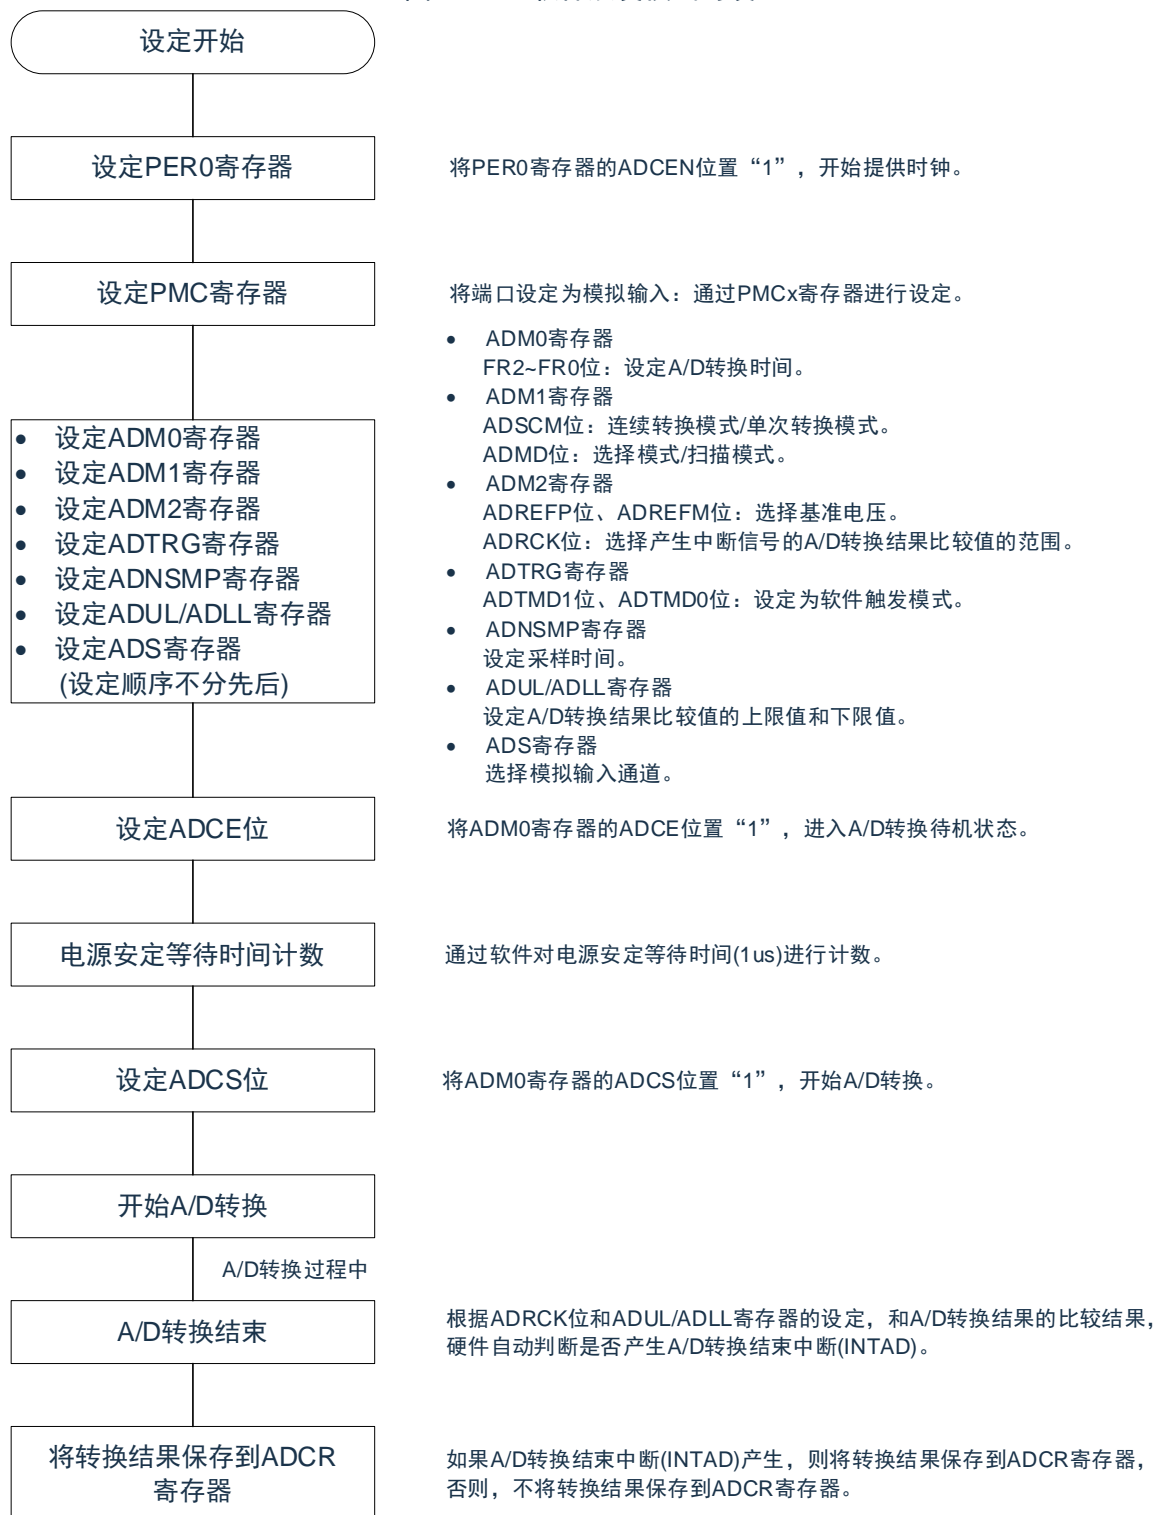 设定开始
设定PER0寄存器
将PER0寄存器的ADCEN位置“1”，开始提供时钟。
设定PMC寄存器
将端口设定为模拟输入：通过PMCx寄存器进行设定。
• 设定ADM0寄存器
• 设定ADM1寄存器
• 设定ADM2寄存器
• 设定ADTRG寄存器
• 设定ADNSMP寄存器
• 设定ADUL/ADLL寄存器
• 设定ADS寄存器
(设定顺序不分先后)
• ADM0寄存器
FR2~FR0位：设定A/D转换时间。
• ADM1寄存器
ADSCM位：连续转换模式/单次转换模式。
ADMD位：选择模式/扫描模式。
• ADM2寄存器
ADREFP位、ADREFM位：选择基准电压。
ADRCK位：选择产生中断信号的A/D转换结果比较值的范围。
• ADTRG寄存器
ADTMD1位、ADTMD0位：设定为软件触发模式。
• ADNSMP寄存器
设定采样时间。
• ADUL/ADLL寄存器
设定A/D转换结果比较值的上限值和下限值。
• ADS寄存器
选择模拟输入通道。
设定ADCE位
将ADM0寄存器的ADCE位置“1”，进入A/D转换待机状态。
电源安定等待时间计数
通过软件对电源安定等待时间(1us)进行计数。
设定ADCS位
将ADM0寄存器的ADCS位置“1”，开始A/D转换。
开始A/D转换
A/D转换过程中
A/D转换结束
根据ADRCK位和ADUL/ADLL寄存器的设定，和A/D转换结果的比较结果，
硬件自动判断是否产生A/D转换结束中断(INTAD)。
将转换结果保存到ADCR
寄存器
如果A/D转换结束中断(INTAD)产生，则将转换结果保存到ADCR寄存器，
否则，不将转换结果保存到ADCR寄存器。